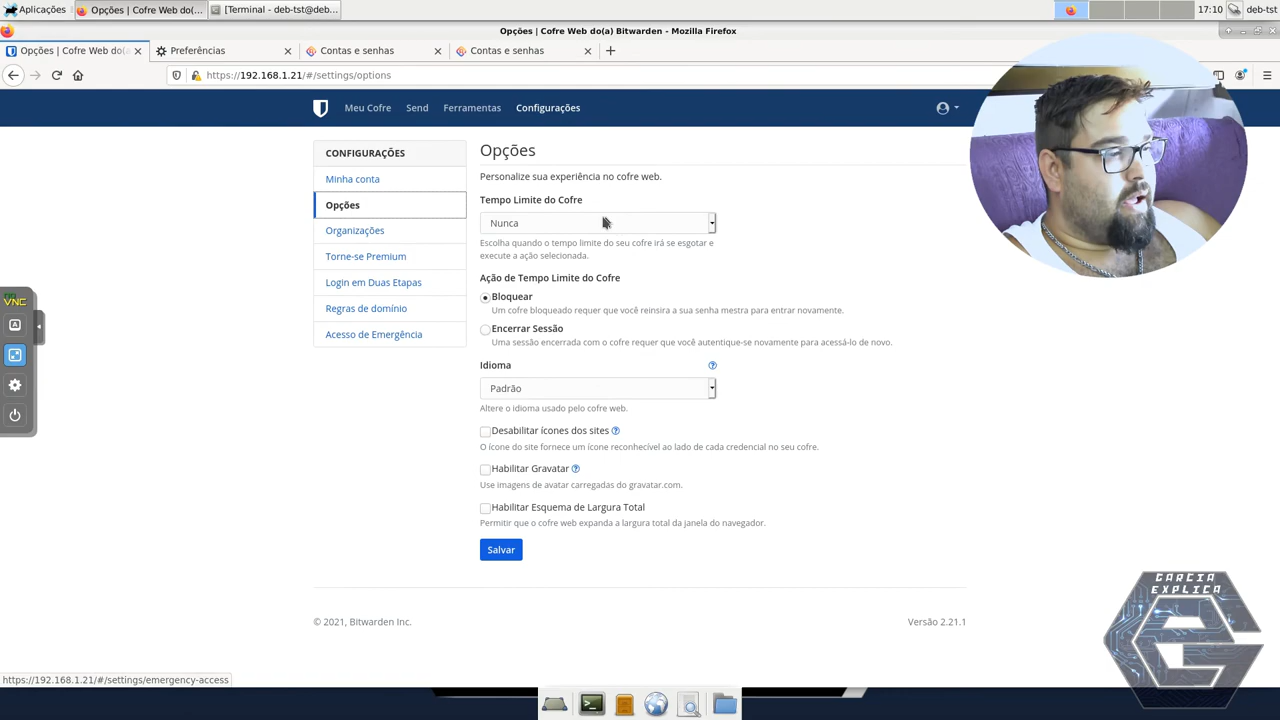 Aplicações
Opções | Cofre Web do(...
[Terminal - deb-tst@deb...
17:10
deb-tst
Opções | Cofre Web do(a) Bitwarden - Mozilla Firefox
Opções | Cofre Web do(a
Preferências
Contas e senhas
Contas e senhas
https://192.168.1.21/#/settings/options
Meu Cofre
Send
Ferramentas
Configurações
CONFIGURAÇÕES
Minha conta
Opções
Organizações
Torne-se Premium
Login em Duas Etapas
Regras de domínio
Acesso de Emergência
Opções
Personalize sua experiência no cofre web.
Tempo Limite do Cofre
Nunca
Escolha quando o tempo limite do seu cofre irá se esgotar e
execute a ação selecionada.
Ação de Tempo Limite do Cofre
Bloquear
Um cofre bloqueado requer que você reinsira a sua senha mestra para entrar novamente.
Encerrar Sessão
Uma sessão encerrada com o cofre requer que você autentique-se novamente para acessá-lo de novo.
Idioma
Padrão
Altere o idioma usado pelo cofre web.
Desabilitar ícones dos sites
O ícone do site fornece um ícone reconhecível ao lado de cada credencial no seu cofre.
Habilitar Gravatar
Use imagens de avatar carregadas do gravatar.com.
Habilitar Esquema de Largura Total
Permitir que o cofre web expanda a largura total da janela do navegador.
Salvar
© 2021, Bitwarden Inc.
Versão 2.21.1
https://192.168.1.21/#/settings/emergency-access
VNC
A
GARCIA
EXPLICA